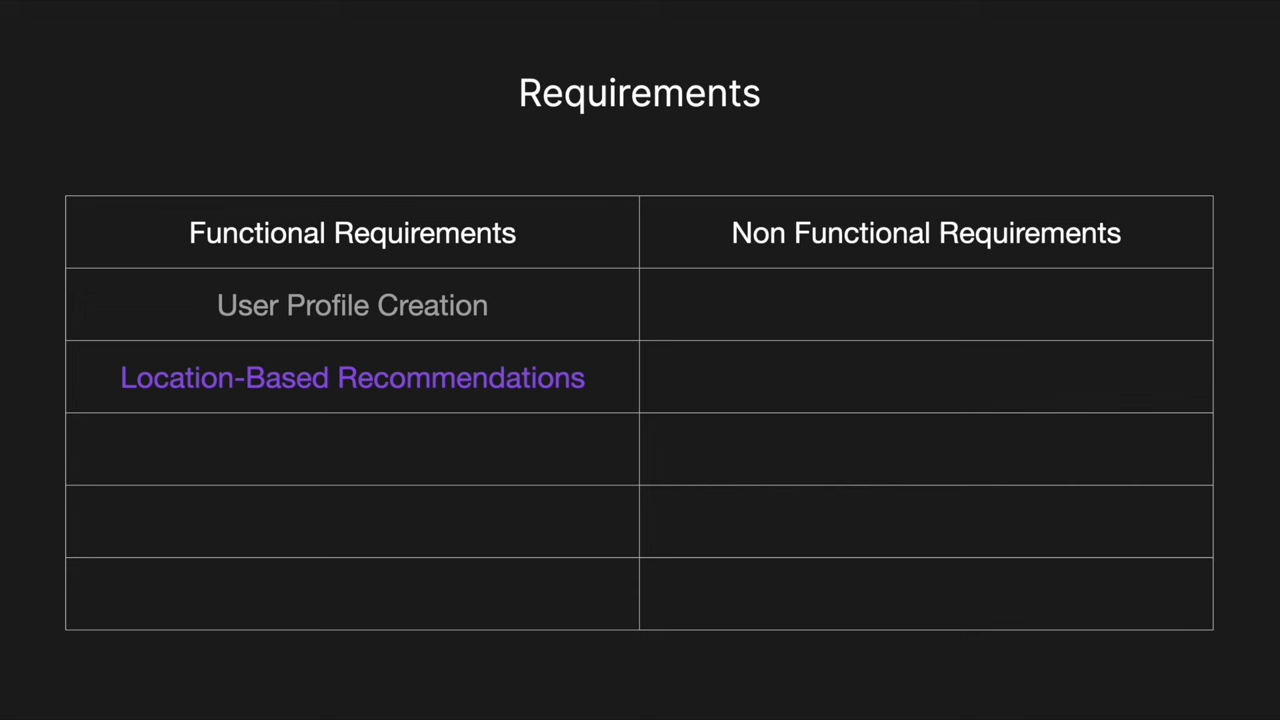 Requirements
Functional Requirements
Non Functional Requirements
User Profile Creation
Location-Based Recommendations